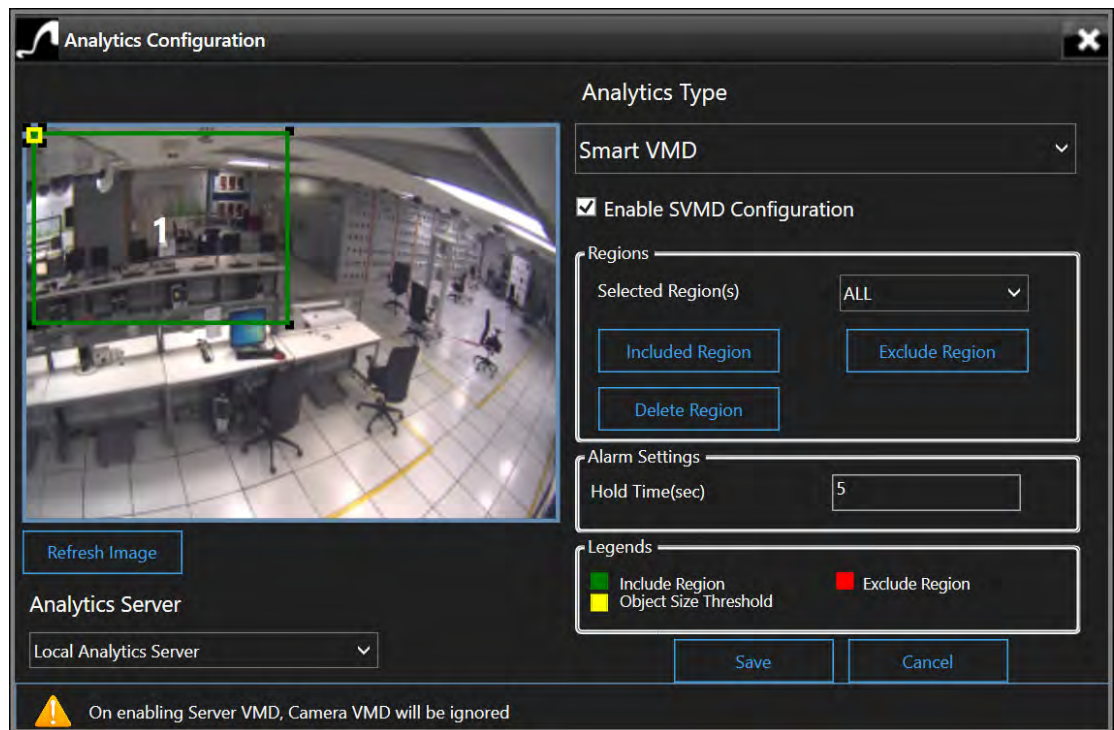 Analytics Configuration
Analytics Type
Smart VMD
Enable SVMD Configuration
Regions
Selected Region(s)
ALL
Included Region
Exclude Region
Delete Region
Alarm Settings
Hold Time(sec)
5
Legends
Include Region
Exclude Region
Object Size Threshold
1
Refresh Image
Analytics Server
Local Analytics Server
Save
Cancel
On enabling Server VMD, Camera VMD will be ignored